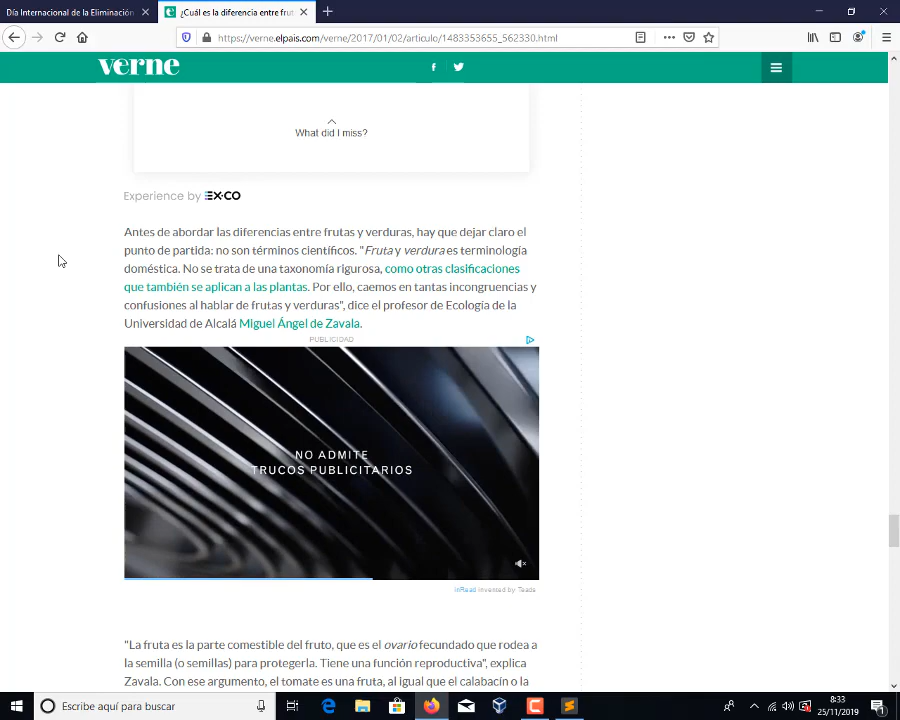 Día Internacional de la Eliminación
¿Cuál es la diferencia entre frut
https://verne.elpais.com/verne/2017/01/02/articulo/1483353655_562330.html
verne
What did I miss?
Experience by EX·CO
Antes de abordar las diferencias entre frutas y verduras, hay que dejar claro el
punto de partida: no son términos científicos. "Fruta y verdura es terminología
doméstica. No se trata de una taxonomía rigurosa, como otras clasificaciones
que también se aplican a las plantas. Por ello, caemos en tantas incongruencias y
confusiones al hablar de frutas y verduras", dice el profesor de Ecología de la
Universidad de Alcalá Miguel Ángel de Zavala.
PUBLICIDAD
NO ADMITE
TRUCOS PUBLICITARIOS
inRead invented by Teads
"La fruta es la parte comestible del fruto, que es el ovario fecundado que rodea a
la semilla (o semillas) para protegerla. Tiene una función reproductiva", explica
Zavala. Con ese argumento, el tomate es una fruta, al igual que el calabacín o la
Escribe aquí para buscar
8:33
25/11/2019
1